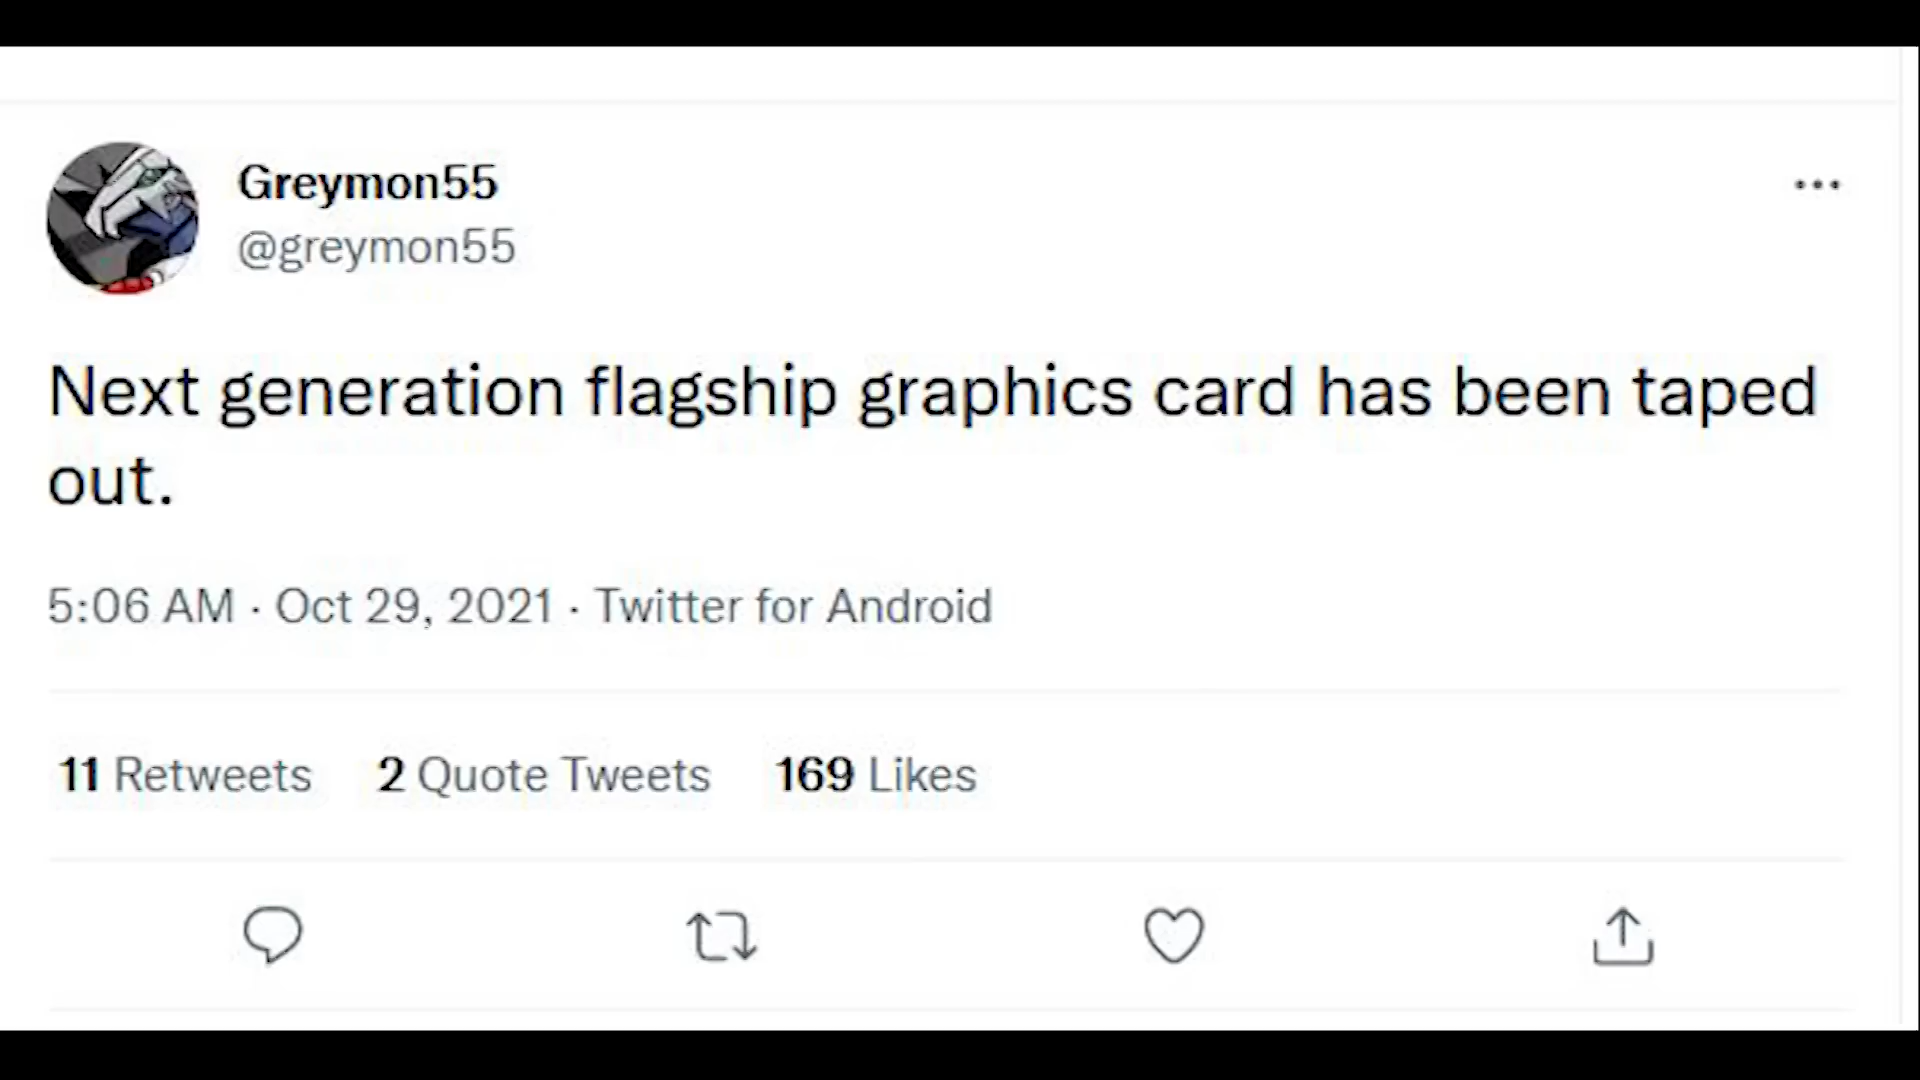 Greymon55
@greymon55
Next generation flagship graphics card has been taped
out.
5:06 AM · Oct 29, 2021 · Twitter for Android
11 Retweets 2 Quote Tweets 169 Likes